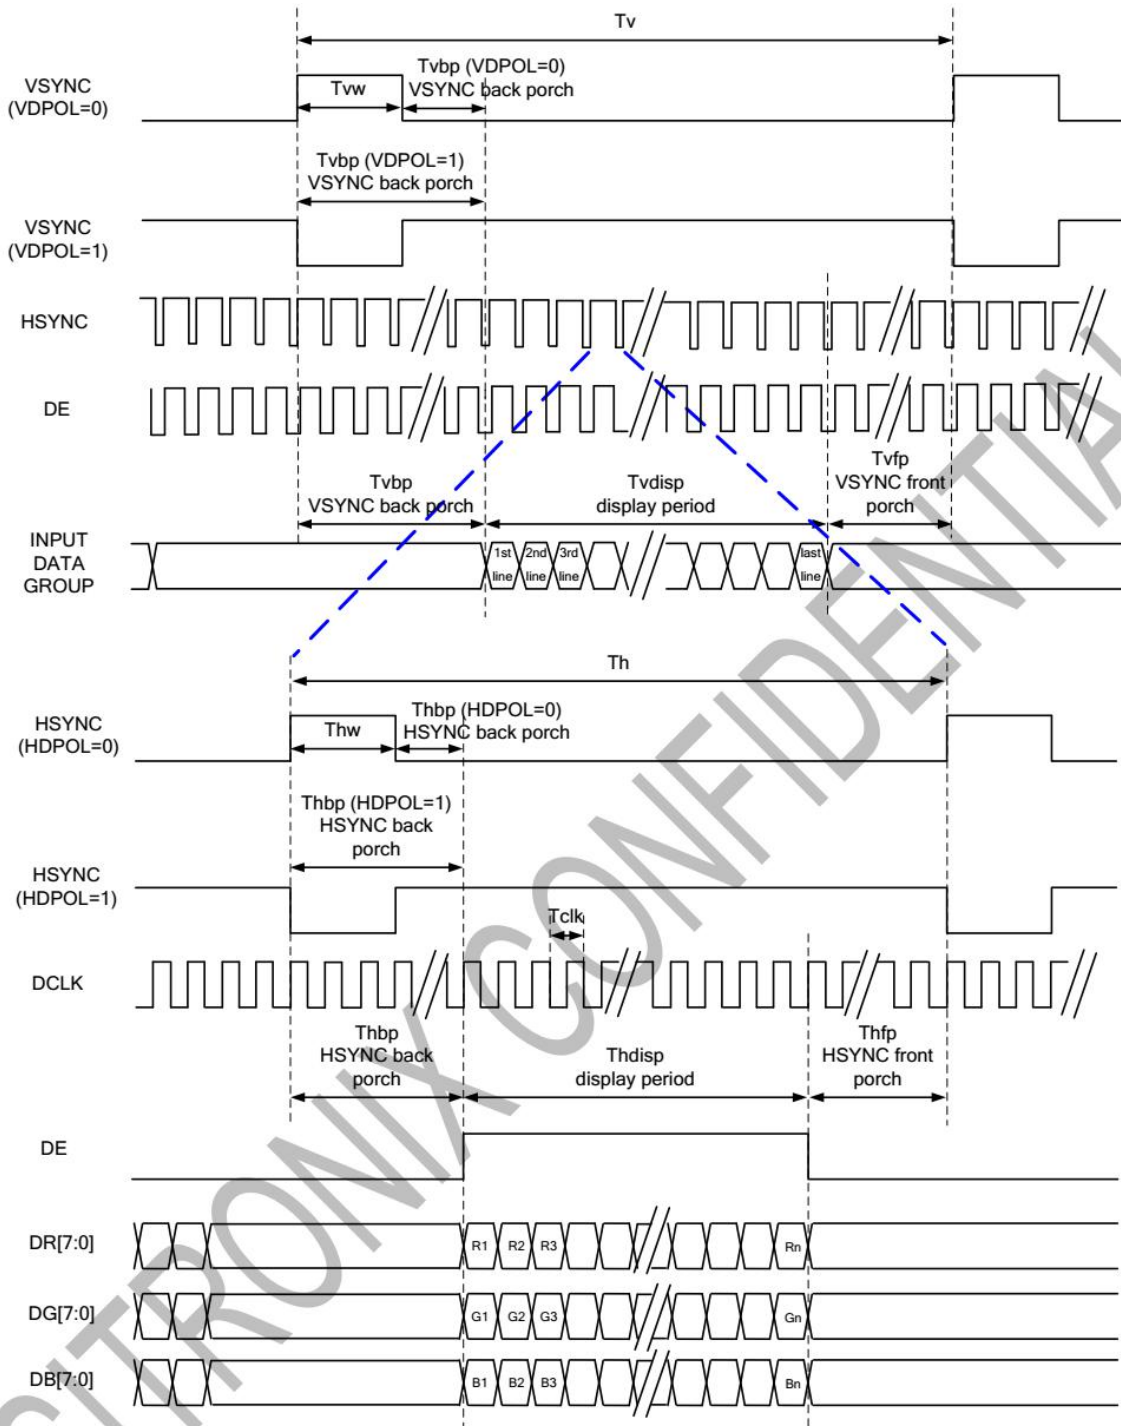 Tv
VSYNC
(VDPOL=0)
Tvw
Tvbp (VDPOL=0)
VSYNC back porch
Tvbp (VDPOL=1)
VSYNC back porch
VSYNC
(VDPOL=1)
HSYNC
DE
Tvbp
VSYNC back porch
Tvdisp
display period
Tvfp
VSYNC front
porch
INPUT
DATA
GROUP
1st
line
2nd
line
3rd
line
last
line
Th
HSYNC
(HDPOL=0)
Thw
Thbp (HDPOL=0)
HSYNC back porch
Thbp (HDPOL=1)
HSYNC back
porch
HSYNC
(HDPOL=1)
Tclk
DCLK
Thbp
HSYNC back
porch
Thdisp
display period
Thfp
HSYNC front
porch
DE
DR[7:0]
R1 R2 R3 Rn
DG[7:0]
G1 G2 G3 Gn
DB[7:0]
B1 B2 B3 Bn
SITRONIX CONFIDENTIAL